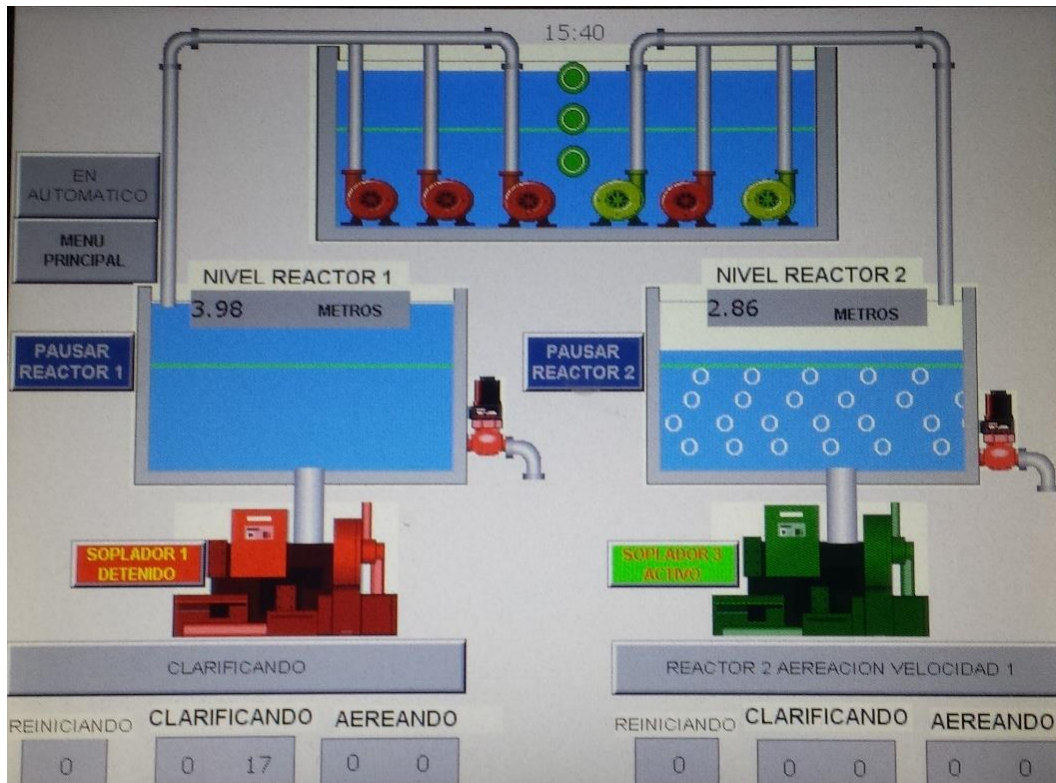 15:40
EN
AUTOMATICO
MENU
PRINCIPAL
NIVEL REACTOR 1
3.98 METROS
NIVEL REACTOR 2
2.86 METROS
PAUSAR
REACTOR 1
PAUSAR
REACTOR 2
SOPLADOR 1
DETENIDO
SOPLADOR 3
ACTIVO
CLARIFICANDO
REACTOR 2 AEREACION VELOCIDAD 1
REINICIANDO CLARIFICANDO AEREANDO
0 0 17 0 0
REINICIANDO CLARIFICANDO AEREANDO
0 0 0 0 0